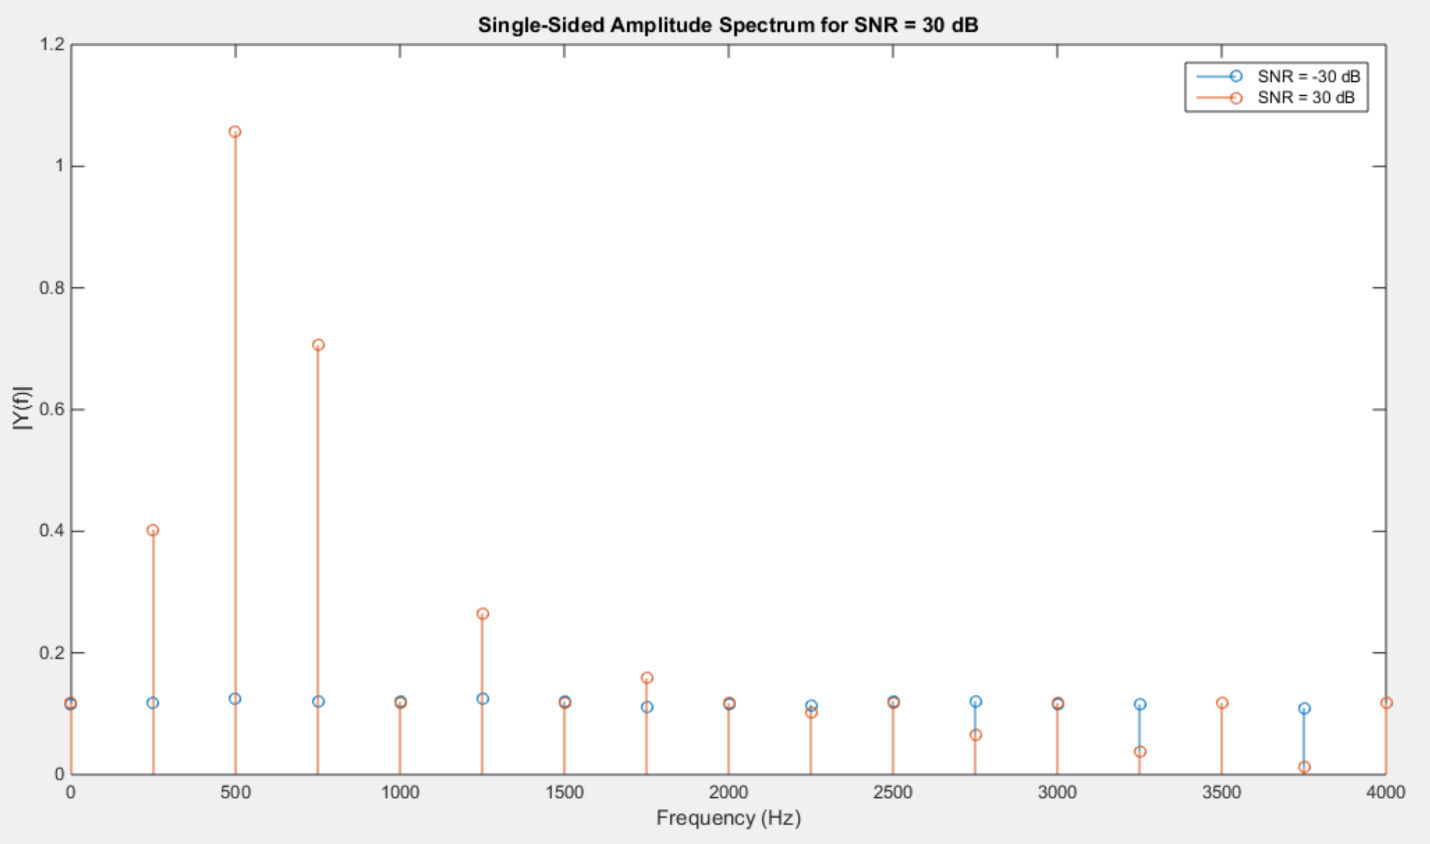 Single-Sided Amplitude Spectrum for SNR = 30 dB
SNR = -30 dB
SNR = 30 dB
1.2
1
0.8
0.6
0.4
0.2
0
|Y(f)|
0 500 1000 1500 2000 2500 3000 3500 4000
Frequency (Hz)